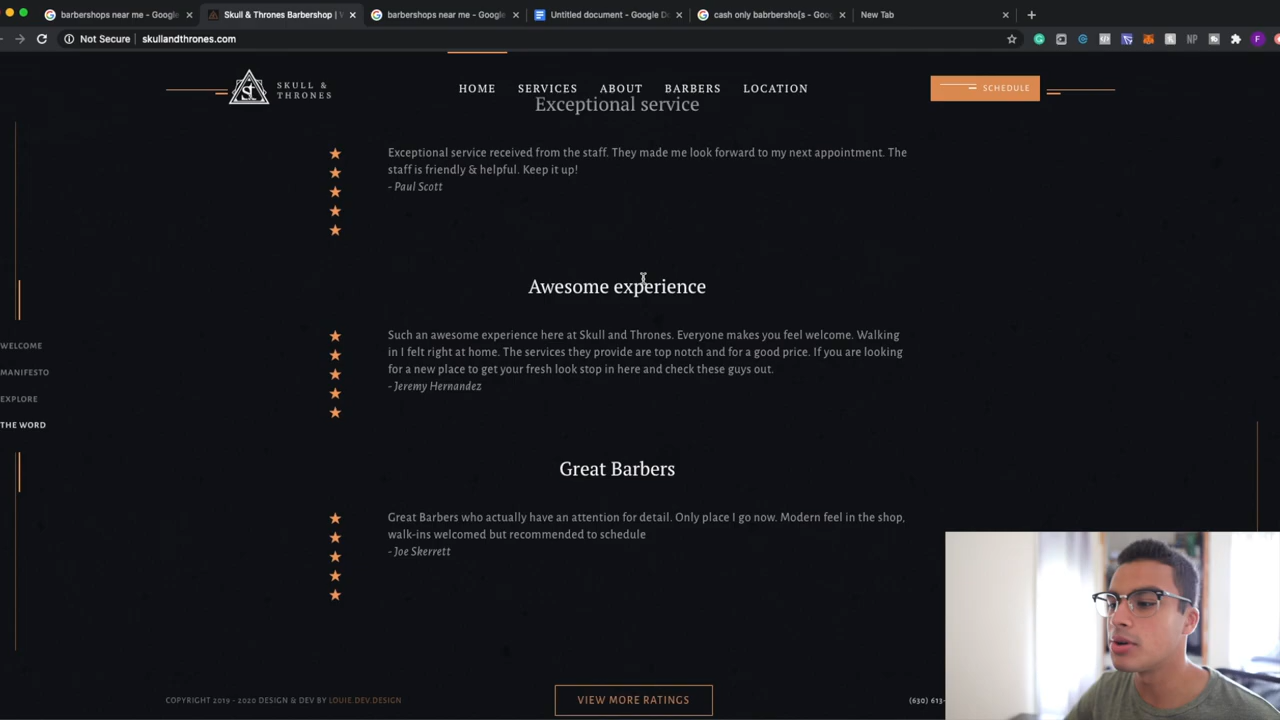 barbershops near me - Google
Skull & Thrones Barbershop | W
barbershops near me - Google
Untitled document - Google D
cash only babrbersho[s - Goog
New Tab
Not Secure
skullandthrones.com
NP
F
St
SKULL &
THRONES
HOME
SERVICES
ABOUT
BARBERS
LOCATION
SCHEDULE
Exceptional service
Exceptional service received from the staff. They made me look forward to my next appointment. The
staff is friendly & helpful. Keep it up!
- Paul Scott
Awesome experience
Such an awesome experience here at Skull and Thrones. Everyone makes you feel welcome. Walking
in I felt right at home. The services they provide are top notch and for a good price. If you are looking
for a new place to get your fresh look stop in here and check these guys out.
- Jeremy Hernandez
WELCOME
MANIFESTO
EXPLORE
THE WORD
Great Barbers
Great Barbers who actually have an attention for detail. Only place I go now. Modern feel in the shop,
walk-ins welcomed but recommended to schedule
- Joe Skerrett
COPYRIGHT 2019 - 2020 DESIGN & DEV BY LOUIE.DEV.DESIGN
VIEW MORE RATINGS
(630) 613-